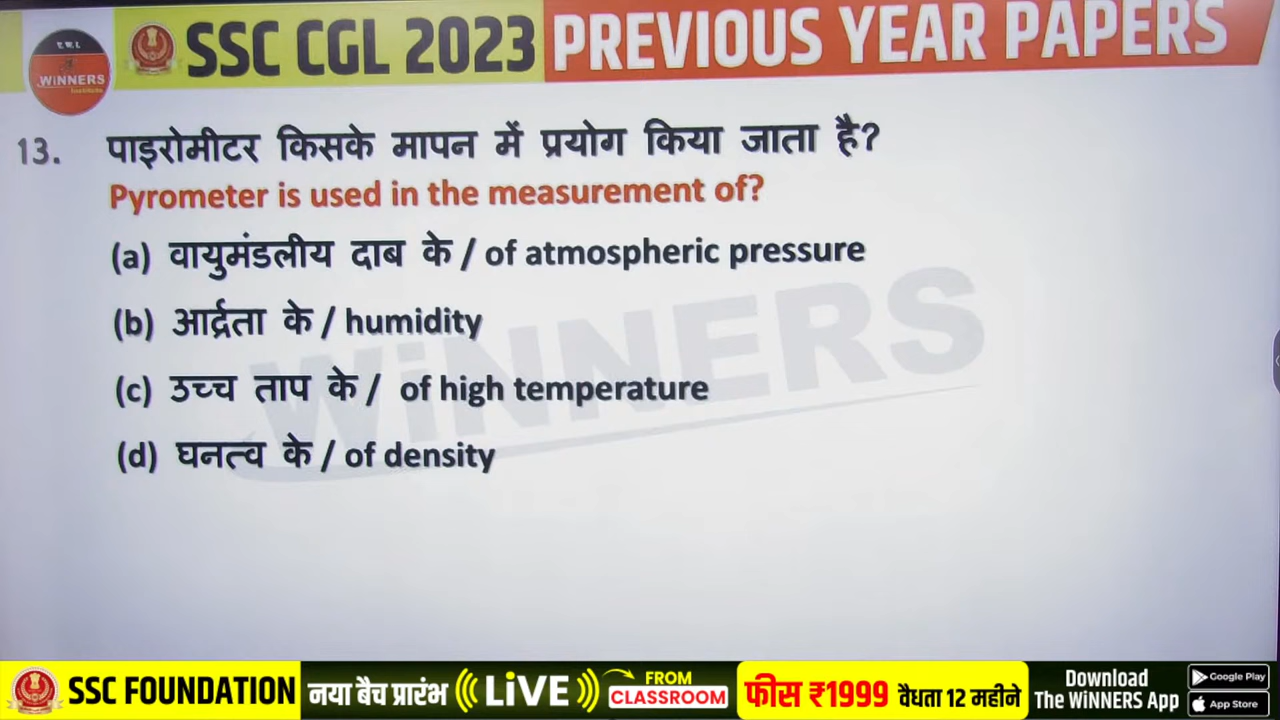 SSC CGL 2023 PREVIOUS YEAR PAPERS
WiNNERS
Institute
13. पाइरोमीटर किसके मापन में प्रयोग किया जाता है?
Pyrometer is used in the measurement of?
(a) वायुमंडलीय दाब के / of atmospheric pressure
(b) आर्द्रता के / humidity
(c) उच्च ताप के / of high temperature
(d) घनत्व के / of density
WiNNERS
SSC FOUNDATION नया बैच प्रारंभ LiVE FROM CLASSROOM फीस ₹1999 वैधता 12 महीने Download The WiNNERS App
Google Play
App Store